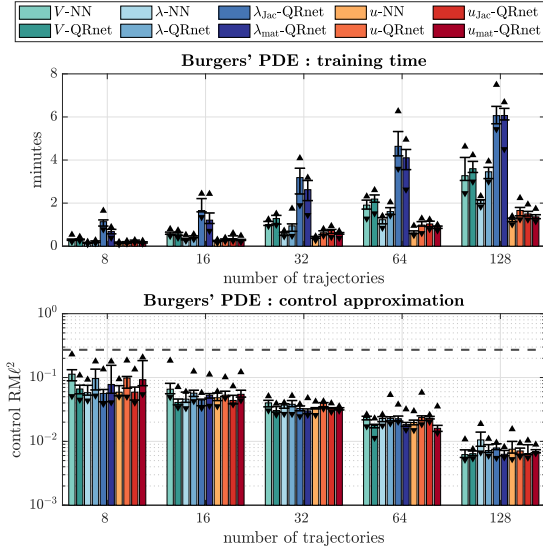 V-NN λ-NN λJac-QRnet u-NN uJac-QRnet
V-QRnet λ-QRnet λmat-QRnet u-QRnet umat-QRnet
Burgers' PDE : training time
8
6
4
2
0
minutes
8 16 32 64 128
number of trajectories
Burgers' PDE : control approximation
10⁰
10⁻¹
10⁻²
10⁻³
control RMℓ²
8 16 32 64 128
number of trajectories